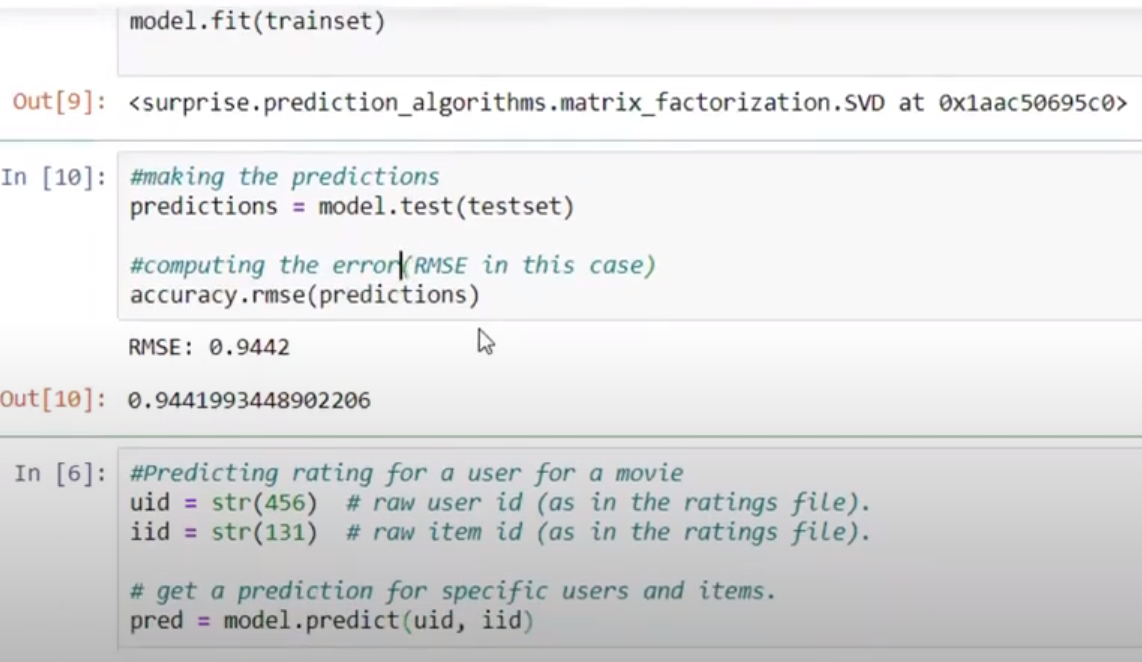 model.fit(trainset)
Out[9]: <surprise.prediction_algorithms.matrix_factorization.SVD at 0x1aac50695c0>
In [10]: #making the predictions
predictions = model.test(testset)
#computing the error(RMSE in this case)
accuracy.rmse(predictions)
RMSE: 0.9442
Out[10]: 0.9441993448902206
In [6]: #Predicting rating for a user for a movie
uid = str(456)  # raw user id (as in the ratings file).
iid = str(131)  # raw item id (as in the ratings file).
# get a prediction for specific users and items.
pred = model.predict(uid, iid)